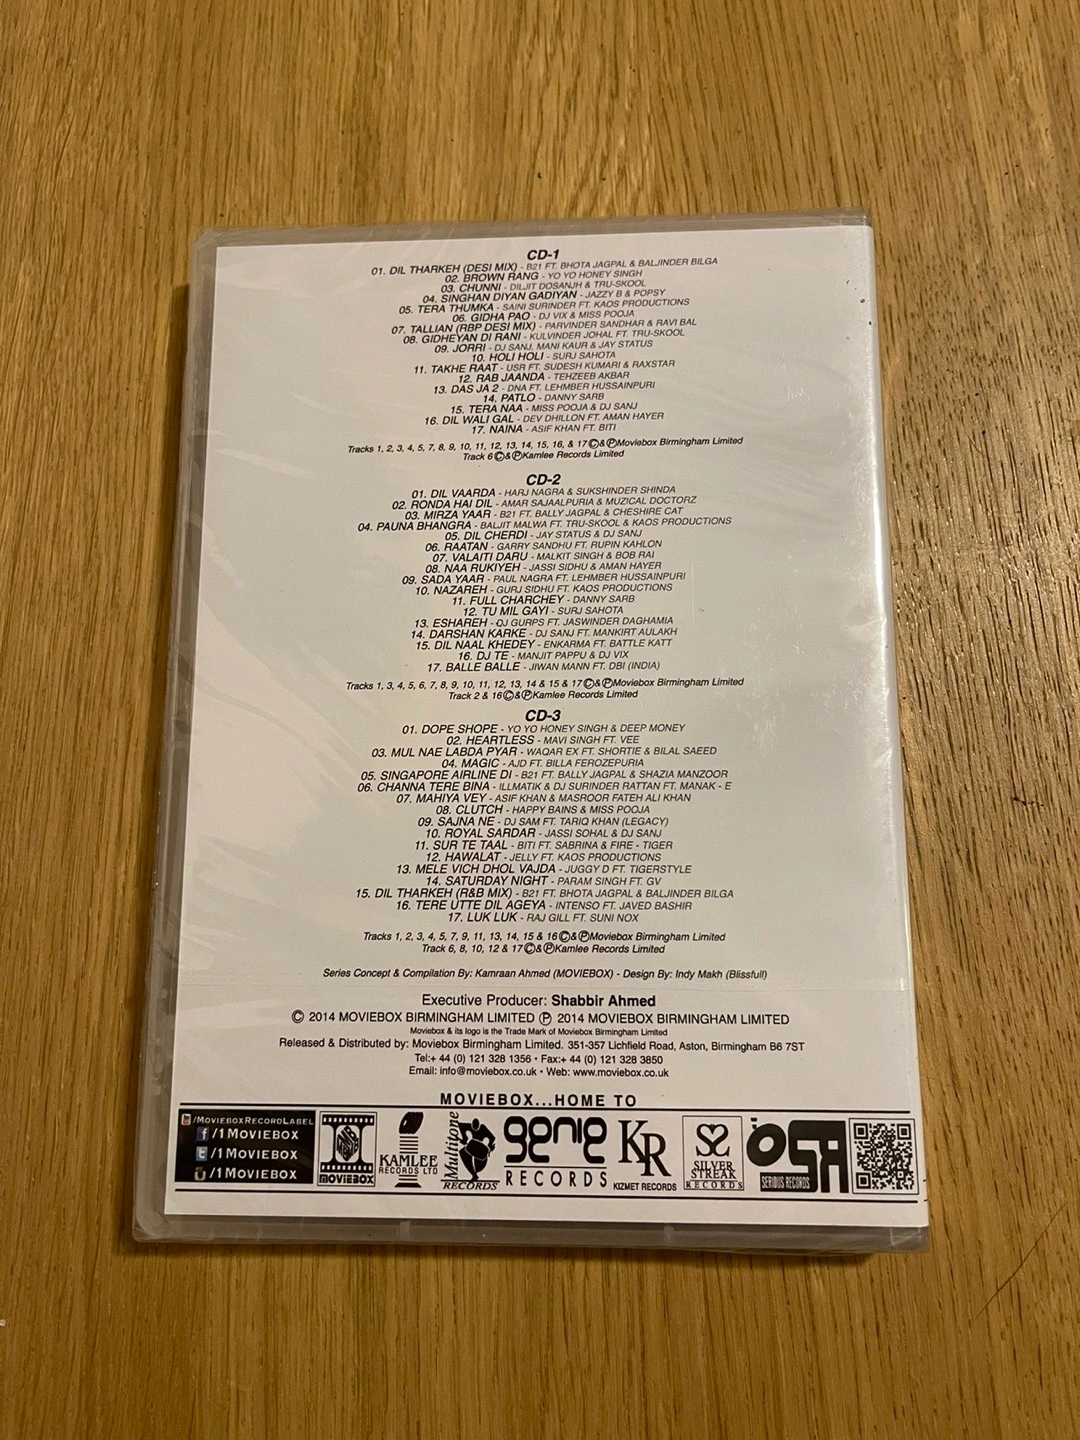 CD-1
01. DIL THARKEH (DESI MIX) - B21 FT. BHOTA JAGPAL & BALJINDER BILGA
02. BROWN RANG - YO YO HONEY SINGH
03. CHUNNI - DILJIT DOSANJH & TRU-SKOOL
04. SINGHAN DIYAN GADIYAN - JAZZY B & POPSY
05. TERA THUMKA - SAINI SURINDER FT. KAOS PRODUCTIONS
06. GIDHA PAO - DJ VIX & MISS POOJA
07. TALLIAN (RBP DESI MIX) - PARVINDER SANDHAR & RAVI BAL
08. GIDHEYAN DI RANI - KULVINDER JOHAL FT. TRU-SKOOL
09. JORRI - DJ SANJ, MANI KAUR & JAY STATUS
10. HOLI HOLI - SURJ SAHOTA
11. TAKHE RAAT - USR FT. SUDESH KUMARI & RAXSTAR
12. RAB JAANDA - TEHZEEB AKBAR
13. DAS JA 2 - DNA FT. LEHMBER HUSSAINPURI
14. PATLO - DANNY SARB
15. TERA NAA - MISS POOJA & DJ SANJ
16. DIL WALI GAL - DEV DHILLON FT. AMAN HAYER
17. NAINA - ASIF KHAN FT. BITI
Tracks 1, 2, 3, 4, 5, 7, 8, 9, 10, 11, 12, 13, 14, 15, 16, & 17 ©&℗Moviebox Birmingham Limited
Track 6 ©&℗Kamlee Records Limited
CD-2
01. DIL VAARDA - HARJ NAGRA & SUKSHINDER SHINDA
02. RONDA HAI DIL - AMAR SAJAALPURIA & MUZICAL DOCTORZ
03. MIRZA YAAR - B21 FT. BALLY JAGPAL & CHESHIRE CAT
04. PAUNA BHANGRA - BALJIT MALWA FT. TRU-SKOOL & KAOS PRODUCTIONS
05. DIL CHERDI - JAY STATUS & DJ SANJ
06. RAATAN - GARRY SANDHU FT. RUPIN KAHLON
07. VALAITI DARU - MALKIT SINGH & BOB RAI
08. NAA RUKIYEH - JASSI SIDHU & AMAN HAYER
09. SADA YAAR - PAUL NAGRA FT. LEHMBER HUSSAINPURI
10. NAZAREH - GURJ SIDHU FT. KAOS PRODUCTIONS
11. FULL CHARCHEY - DANNY SARB
12. TU MIL GAYI - SURJ SAHOTA
13. ESHAREH - DJ GURPS FT. JASWINDER DAGHAMIA
14. DARSHAN KARKE - DJ SANJ FT. MANKIRT AULAKH
15. DIL NAAL KHEDEY - ENKARMA FT. BATTLE KATT
16. DJ TE - MANJIT PAPPU & DJ VIX
17. BALLE BALLE - JIWAN MANN FT. DBI (INDIA)
Tracks 1, 3, 4, 5, 6, 7, 8, 9, 10, 11, 12, 13, 14 & 15 & 17 ©&℗Moviebox Birmingham Limited
Track 2 & 16 ©&℗Kamlee Records Limited
CD-3
01. DOPE SHOPE - YO YO HONEY SINGH & DEEP MONEY
02. HEARTLESS - MAVI SINGH FT. VEE
03. MUL NAE LABDA PYAR - WAQAR EX FT. SHORTIE & BILAL SAEED
04. MAGIC - AJD FT. BILLA FEROZEPURIA
05. SINGAPORE AIRLINE DI - B21 FT. BALLY JAGPAL & SHAZIA MANZOOR
06. CHANNA TERE BINA - ILLMATIK & DJ SURINDER RATTAN FT. MANAK - E
07. MAHIYA VEY - ASIF KHAN & MASROOR FATEH ALI KHAN
08. CLUTCH - HAPPY BAINS & MISS POOJA
09. SAJNA NE - DJ SAM FT. TARIQ KHAN (LEGACY)
10. ROYAL SARDAR - JASSI SOHAL & DJ SANJ
11. SUR TE TAAL - BITI FT. SABRINA & FIRE - TIGER
12. HAWALAT - JELLY FT. KAOS PRODUCTIONS
13. MELE VICH DHOL VAJDA - JUGGY D FT. TIGERSTYLE
14. SATURDAY NIGHT - PARAM SINGH FT. GV
15. DIL THARKEH (R&B MIX) - B21 FT. BHOTA JAGPAL & BALJINDER BILGA
16. TERE UTTE DIL AGEYA - INTENSO FT. JAVED BASHIR
17. LUK LUK - RAJ GILL FT. SUNI NOX
Tracks 1, 2, 3, 4, 5, 7, 9, 11, 13, 14, 15 & 16 ©&℗Moviebox Birmingham Limited
Track 6, 8, 10, 12 & 17 ©&℗Kamlee Records Limited
Series Concept & Compilation By: Kamraan Ahmed (MOVIEBOX) - Design By: Indy Makh (Blissfull)
Executive Producer: Shabbir Ahmed
© 2014 MOVIEBOX BIRMINGHAM LIMITED ℗ 2014 MOVIEBOX BIRMINGHAM LIMITED
Moviebox & its logo is the Trade Mark of Moviebox Birmingham Limited
Released & Distributed by: Moviebox Birmingham Limited. 351-357 Lichfield Road, Aston, Birmingham B6 7ST
Tel:+ 44 (0) 121 328 1356 • Fax:+ 44 (0) 121 328 3850
Email: info@moviebox.co.uk • Web: www.moviebox.co.uk
MOVIEBOX...HOME TO
/MOVIEBOXRECORDLABEL
/1MOVIEBOX
/1MOVIEBOX
/1MOVIEBOX
MOVIEBOX
KAMLEE
RECORDS LTD
Multitone
RECORDS
genie
RECORDS
KR
KIZMET RECORDS
SILVER
STREAK
RECORDS
SERIOUS RECORDS